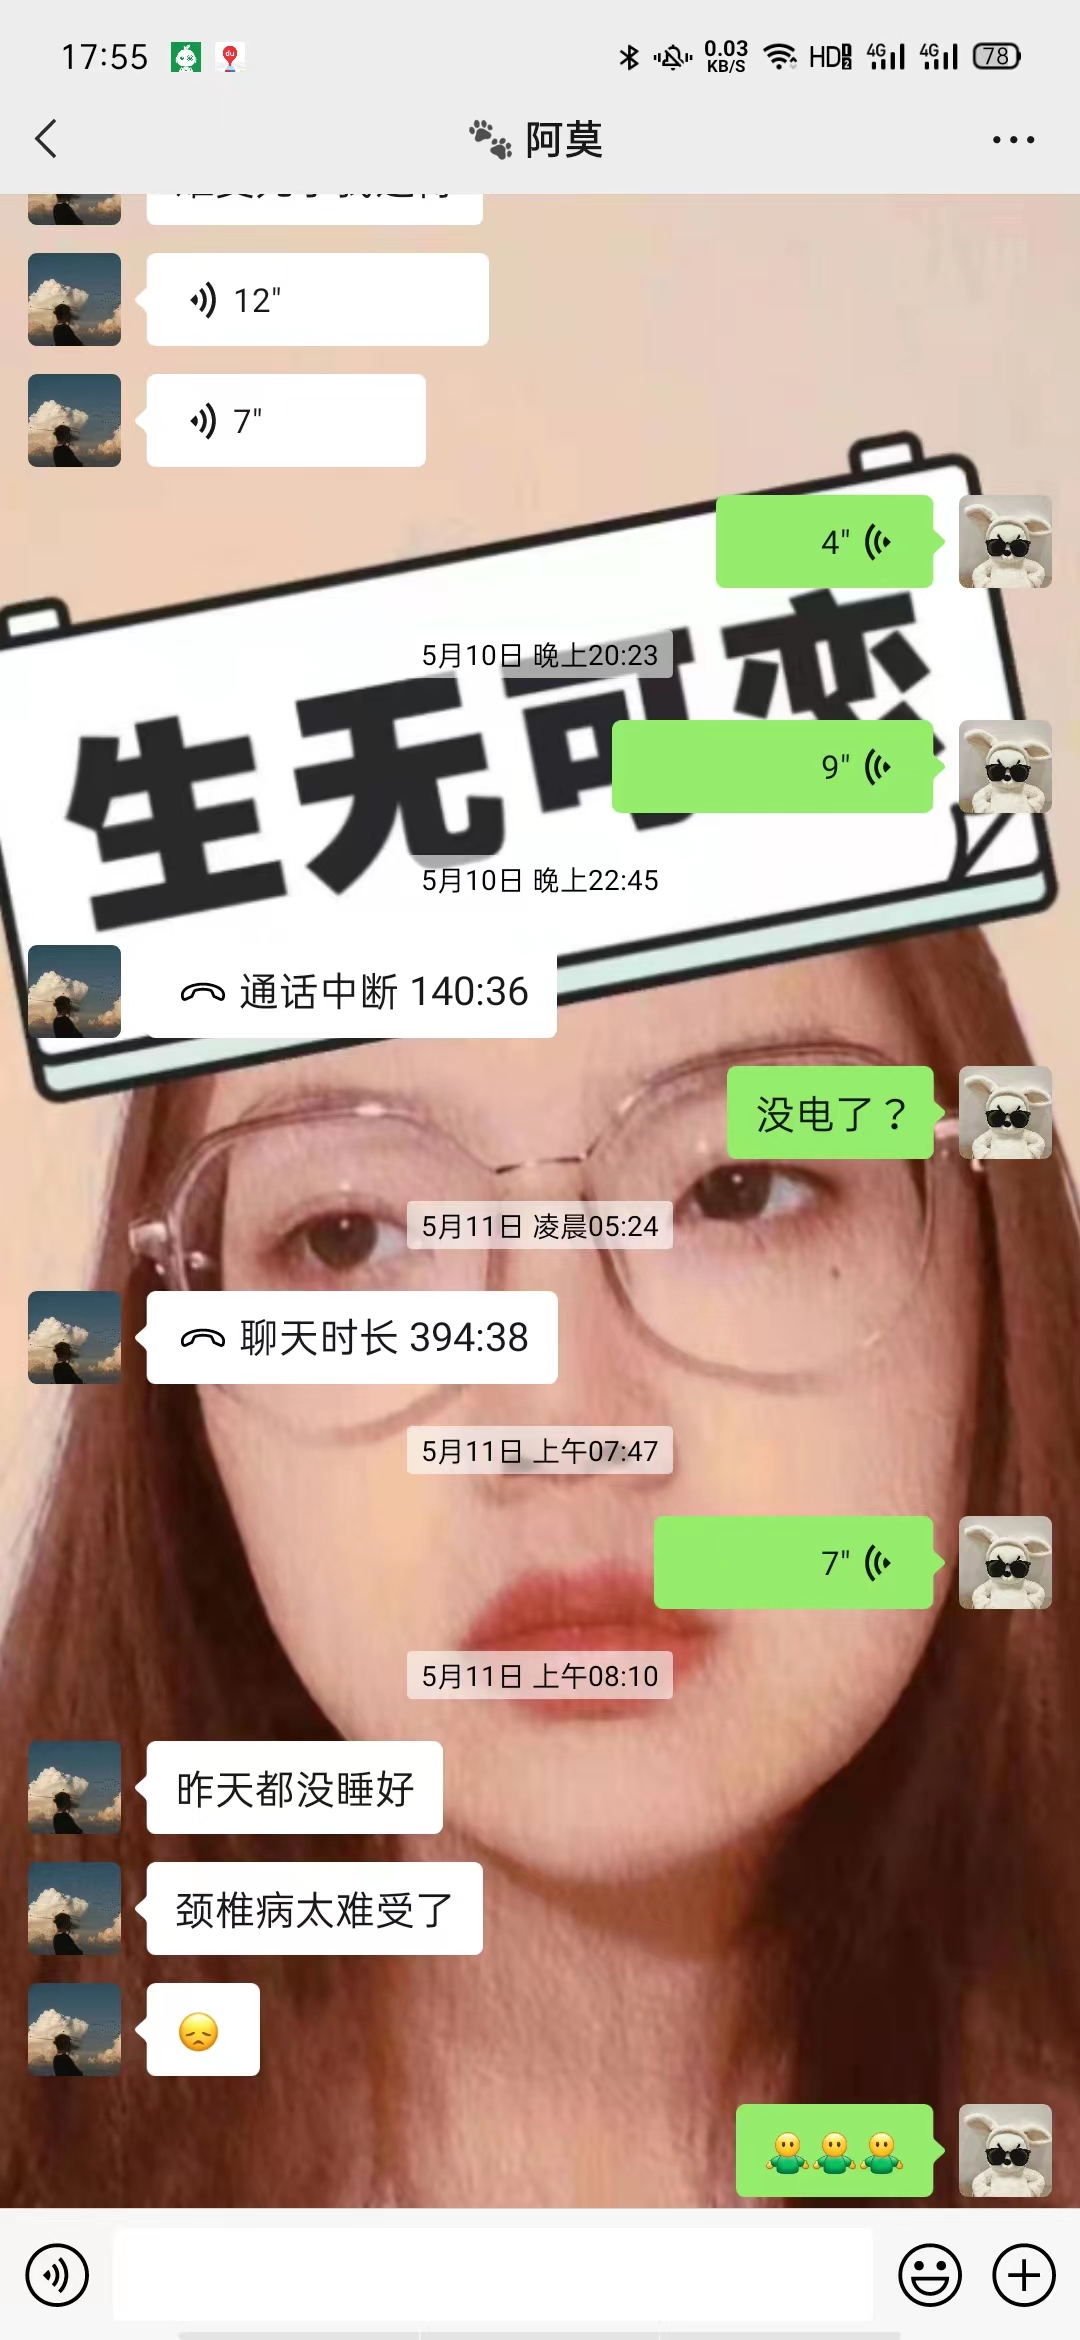 17:55
0.03
KB/S
HD
4G
4G
78
阿莫
12"
7"
4"
5月10日 晚上20:23
生无可恋
9"
5月10日 晚上22:45
通话中断 140:36
没电了？
5月11日 凌晨05:24
聊天时长 394:38
5月11日 上午07:47
7"
5月11日 上午08:10
昨天都没睡好
颈椎病太难受了